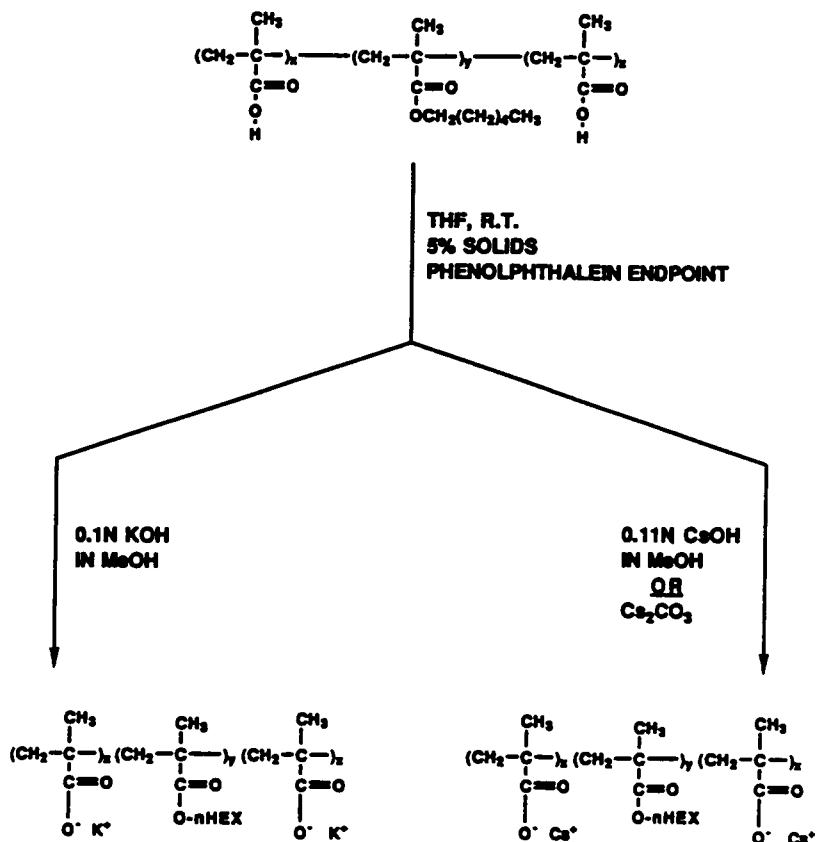 CH₃ CH₃ CH₃
(CH₂-C-)x (CH₂-C-)y (CH₂-C-)x
C=O C=O C=O
O OCH₂(CH₂)₄CH₃ O
H H
THF, R.T.
5% SOLIDS
PHENOLPHTHALEIN ENDPOINT
0.1N KOH
IN MeOH
0.11N CsOH
IN MeOH
OR
Cs₂CO₃
CH₃ CH₃ CH₃
(CH₂-C-)x (CH₂-C-)y (CH₂-C-)x
C=O C=O C=O
O⁻ K⁺ O-nHEX O⁻ K⁺
CH₃ CH₃ CH₃
(CH₂-C-)x (CH₂-C-)y (CH₂-C-)x
C=O C=O C=O
O⁻ Cs⁺ O-nHEX O⁻ Cs⁺